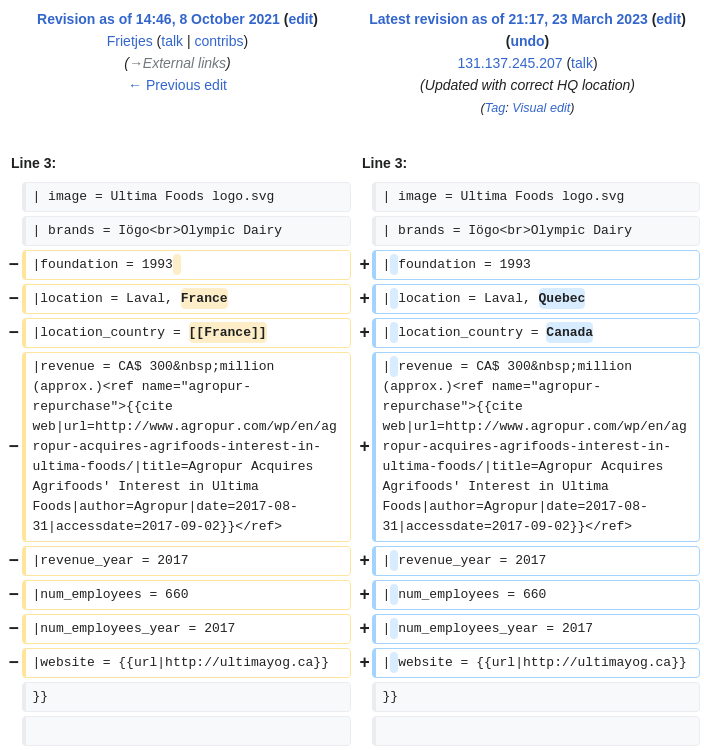 Revision as of 14:46, 8 October 2021 (edit)
Frietjes (talk | contribs)
(→External links)
← Previous edit
Latest revision as of 21:17, 23 March 2023 (edit)
(undo)
131.137.245.207 (talk)
(Updated with correct HQ location)
(Tag: Visual edit)
Line 3:
Line 3:
| image = Ultima Foods logo.svg
| image = Ultima Foods logo.svg
| brands = Iögo<br>Olympic Dairy
| brands = Iögo<br>Olympic Dairy
− |foundation = 1993
+ | foundation = 1993
− |location = Laval, France
+ | location = Laval, Quebec
− |location_country = [[France]]
+ | location_country = Canada
− |revenue = CA$ 300&nbsp;million
(approx.)<ref name="agropur-
repurchase">{{cite
web|url=http://www.agropur.com/wp/en/ag
ropur-acquires-agrifoods-interest-in-
ultima-foods/|title=Agropur Acquires
Agrifoods' Interest in Ultima
Foods|author=Agropur|date=2017-08-
31|accessdate=2017-09-02}}</ref>
+ | revenue = CA$ 300&nbsp;million
(approx.)<ref name="agropur-
repurchase">{{cite
web|url=http://www.agropur.com/wp/en/ag
ropur-acquires-agrifoods-interest-in-
ultima-foods/|title=Agropur Acquires
Agrifoods' Interest in Ultima
Foods|author=Agropur|date=2017-08-
31|accessdate=2017-09-02}}</ref>
− |revenue_year = 2017
+ | revenue_year = 2017
− |num_employees = 660
+ | num_employees = 660
− |num_employees_year = 2017
+ | num_employees_year = 2017
− |website = {{url|http://ultimayog.ca}}
+ | website = {{url|http://ultimayog.ca}}
}}
}}